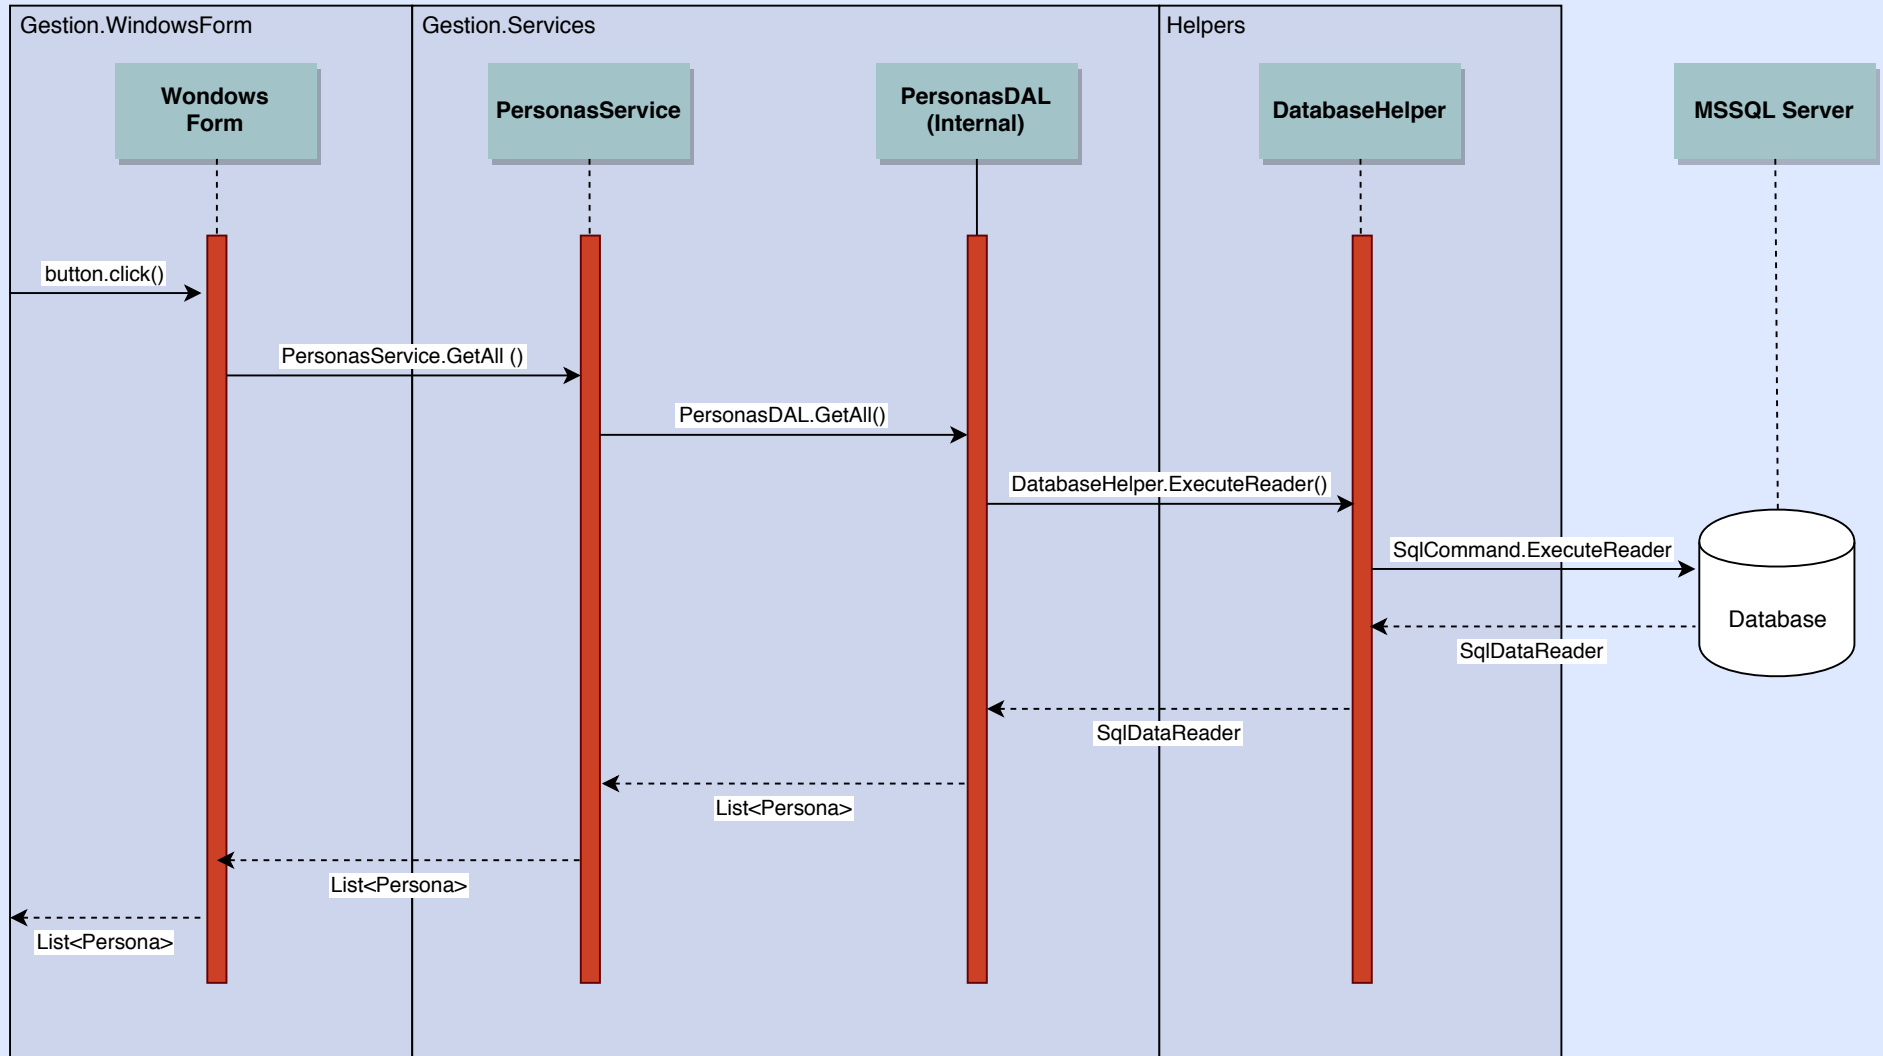 Gestion.WindowsForm
Gestion.Services
Helpers
Wondows
Form
PersonasService
PersonasDAL
(Internal)
DatabaseHelper
MSSQL Server
button.click()
PersonasService.GetAll ()
PersonasDAL.GetAll()
DatabaseHelper.ExecuteReader()
SqlCommand.ExecuteReader
Database
SqlDataReader
SqlDataReader
List<Persona>
List<Persona>
List<Persona>